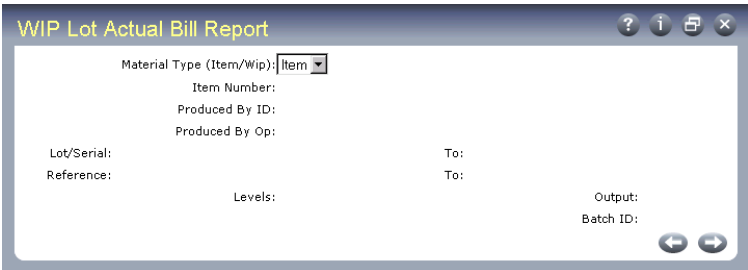 WIP Lot Actual Bill Report
? i
Material Type (Item/Wip): Item
Item Number:
Produced By ID:
Produced By Op:
Lot/Serial: To:
Reference: To:
Levels: Output:
Batch ID: